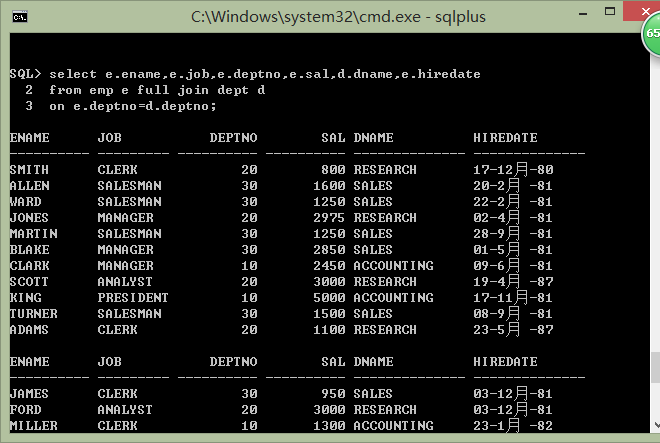 C:\Windows\system32\cmd.exe - sqlplus
65
SQL> select e.ename,e.job,e.deptno,e.sal,d.dname,e.hiredate
2 from emp e full join dept d
3 on e.deptno=d.deptno;
ENAME JOB DEPTNO SAL DNAME HIREDATE
---------- --------- ---------- ---------- -------------- --------------
SMITH CLERK 20 800 RESEARCH 17-12月-80
ALLEN SALESMAN 30 1600 SALES 20-2月 -81
WARD SALESMAN 30 1250 SALES 22-2月 -81
JONES MANAGER 20 2975 RESEARCH 02-4月 -81
MARTIN SALESMAN 30 1250 SALES 28-9月 -81
BLAKE MANAGER 30 2850 SALES 01-5月 -81
CLARK MANAGER 10 2450 ACCOUNTING 09-6月 -81
SCOTT ANALYST 20 3000 RESEARCH 19-4月 -87
KING PRESIDENT 10 5000 ACCOUNTING 17-11月-81
TURNER SALESMAN 30 1500 SALES 08-9月 -81
ADAMS CLERK 20 1100 RESEARCH 23-5月 -87
ENAME JOB DEPTNO SAL DNAME HIREDATE
---------- --------- ---------- ---------- -------------- --------------
JAMES CLERK 30 950 SALES 03-12月-81
FORD ANALYST 20 3000 RESEARCH 03-12月-81
MILLER CLERK 10 1300 ACCOUNTING 23-1月 -82